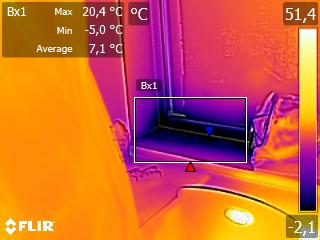 Bx1 Max 20,4 °C
Min -5,0 °C
Average 7,1 °C
°C
51,4
Bx1
-2,1
FLIR